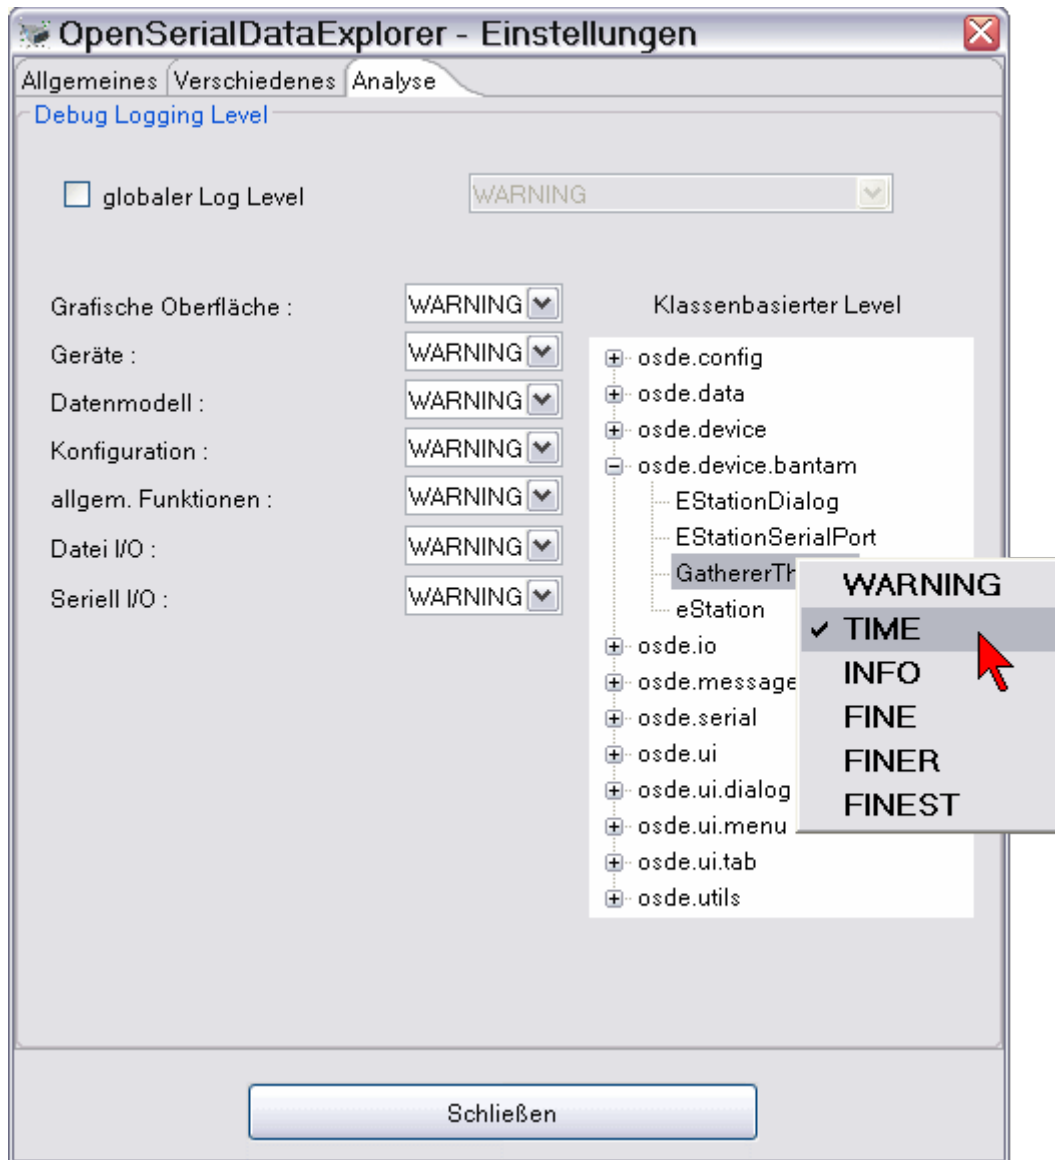 OpenSerialDataExplorer - Einstellungen
Allgemeines Verschiedenes Analyse
Debug Logging Level
globaler Log Level WARNING
Grafische Oberfläche : WARNING
Geräte : WARNING
Datenmodell : WARNING
Konfiguration : WARNING
allgem. Funktionen : WARNING
Datei I/O : WARNING
Seriell I/O : WARNING
Klassenbasierter Level
osde.config
osde.data
osde.device
osde.device.bantam
EStationDialog
EStationSerialPort
GathererTh
eStation
osde.io
osde.message
osde.serial
osde.ui
osde.ui.dialog
osde.ui.menu
osde.ui.tab
osde.utils
WARNING
TIME
INFO
FINE
FINER
FINEST
Schließen